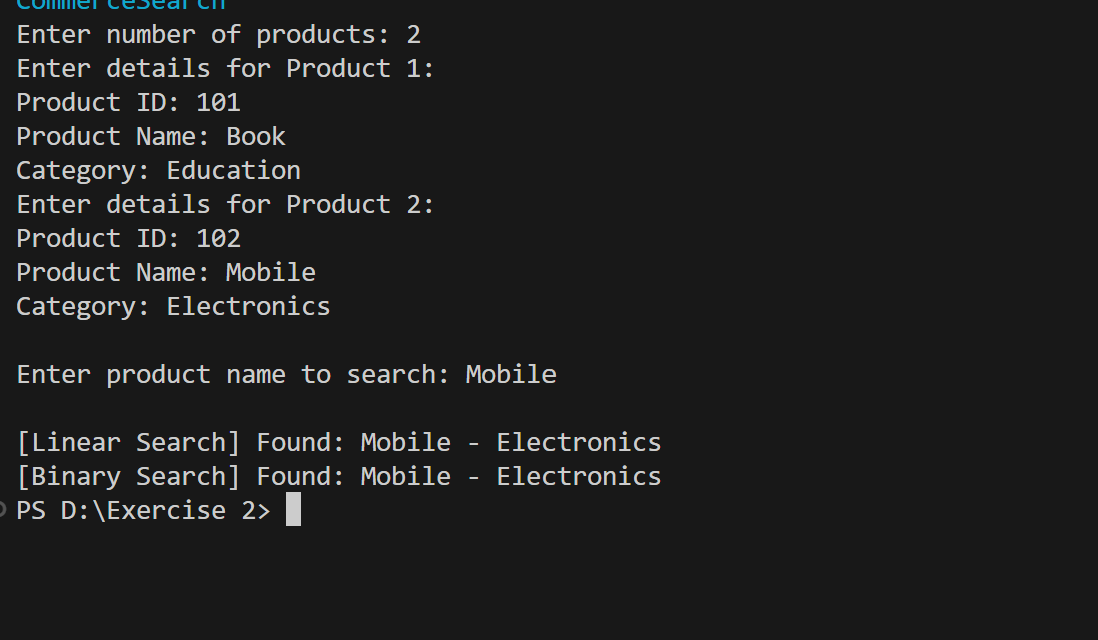 CommerceSearch
Enter number of products: 2
Enter details for Product 1:
Product ID: 101
Product Name: Book
Category: Education
Enter details for Product 2:
Product ID: 102
Product Name: Mobile
Category: Electronics
Enter product name to search: Mobile
[Linear Search] Found: Mobile - Electronics
[Binary Search] Found: Mobile - Electronics
PS D:\Exercise 2>